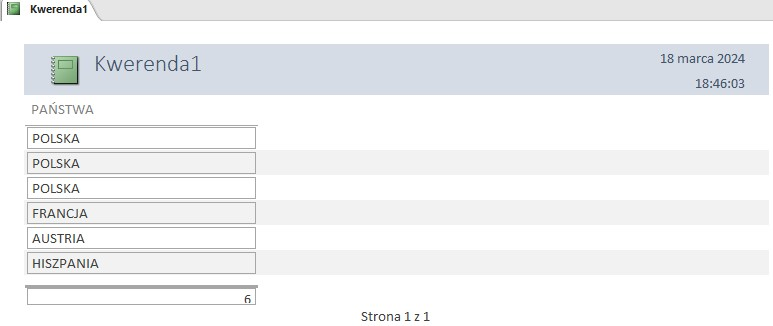 Kwerenda1
Kwerenda1
18 marca 2024
18:46:03
PAŃSTWA
POLSKA
POLSKA
POLSKA
FRANCJA
AUSTRIA
HISZPANIA
6
Strona 1 z 1